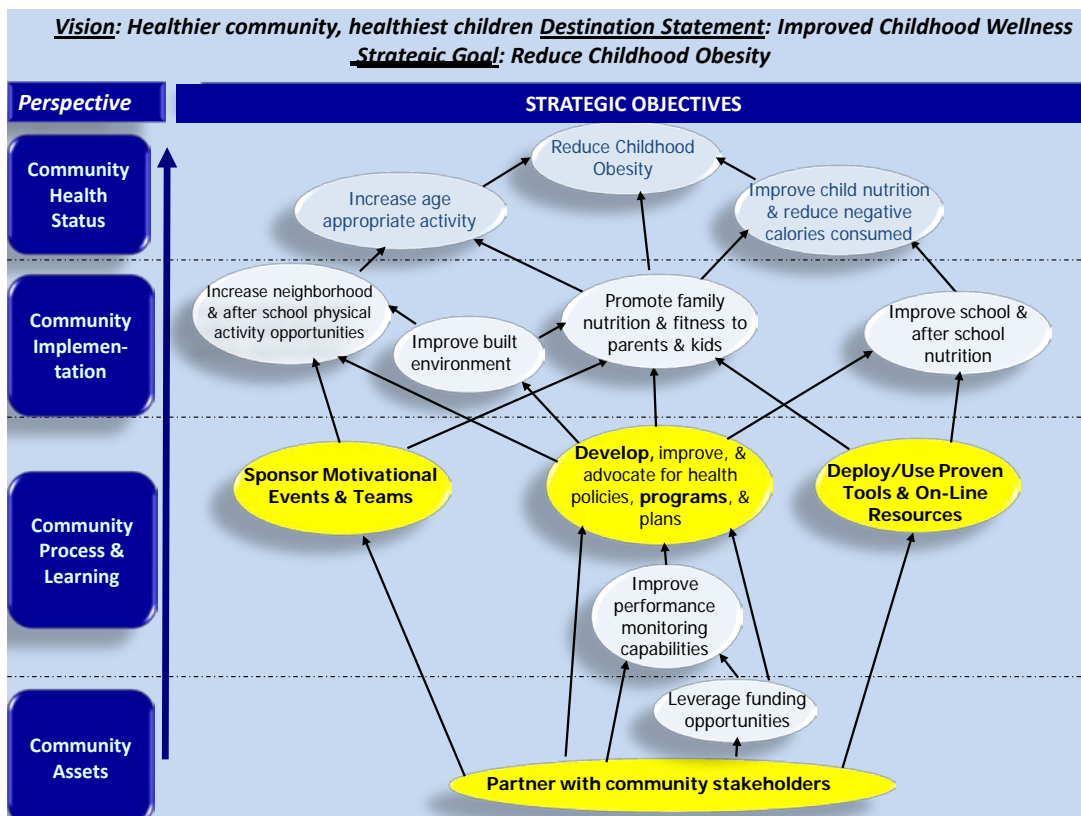 Vision: Healthier community, healthiest children Destination Statement: Improved Childhood Wellness
Strategic Goal: Reduce Childhood Obesity
Perspective
STRATEGIC OBJECTIVES
Community
Health
Status
Reduce Childhood
Obesity
Increase age
appropriate activity
Improve child nutrition
& reduce negative
calories consumed
Community
Implemen-
tation
Increase neighborhood
& after school physical
activity opportunities
Improve built
environment
Promote family
nutrition & fitness to
parents & kids
Improve school &
after school
nutrition
Community
Process &
Learning
Sponsor Motivational
Events & Teams
Develop, improve, &
advocate for health
policies, programs, &
plans
Deploy/Use Proven
Tools & On-Line
Resources
Improve
performance
monitoring
capabilities
Community
Assets
Leverage funding
opportunities
Partner with community stakeholders